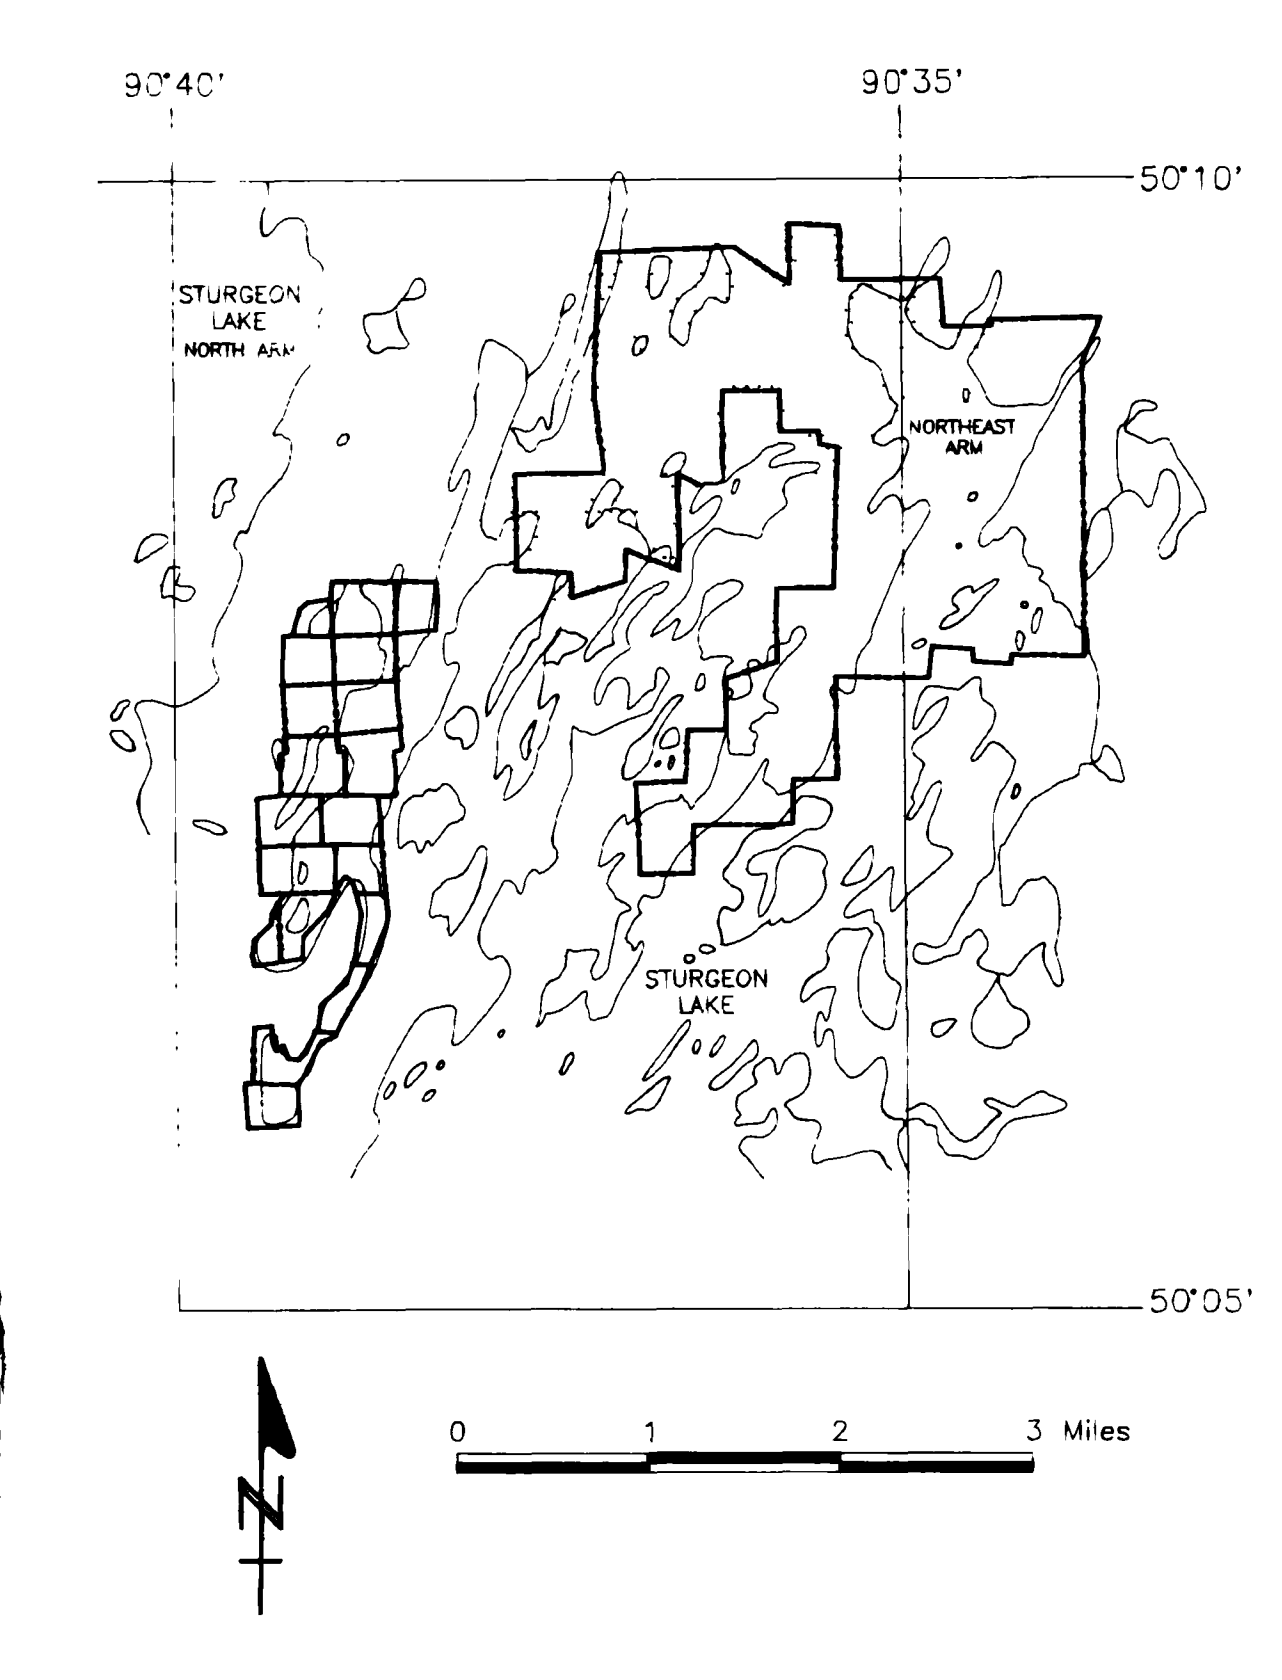 90°40'
90°35'
50°10'
STURGEON
LAKE
NORTH ARM
NORTHEAST
ARM
STURGEON
LAKE
50°05'
0 1 2 3 Miles
N